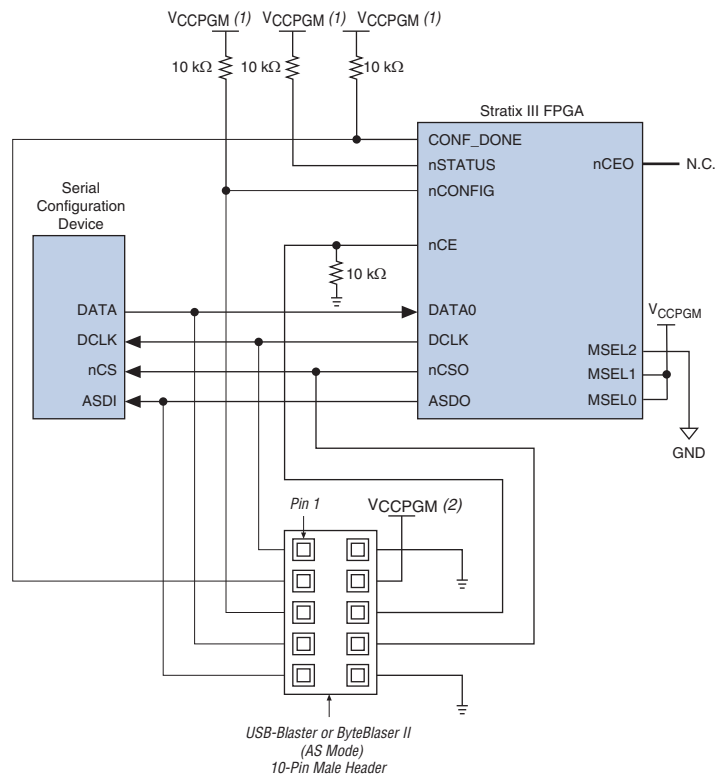 VCCPGM (1) VCCPGM (1) VCCPGM (1)
10 kΩ 10 kΩ 10 kΩ
Stratix III FPGA
CONF_DONE
nSTATUS
nCONFIG
nCE
nCEO
N.C.
10 kΩ
Serial
Configuration
Device
DATA
DCLK
nCS
ASDI
DATA0
DCLK
nCSO
ASDO
VCCPGM
MSEL2
MSEL1
MSEL0
GND
Pin 1
VCCPGM (2)
USB-Blaster or ByteBlaser II
(AS Mode)
10-Pin Male Header